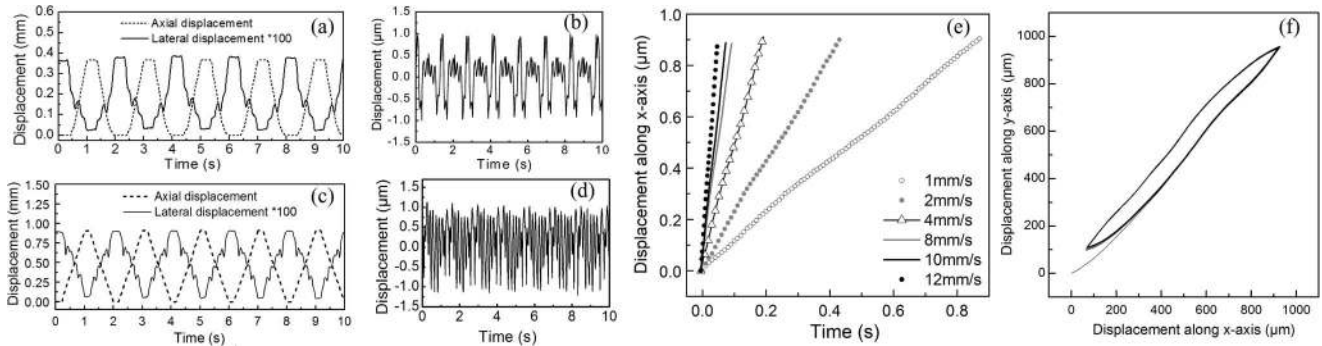 (a)
Axial displacement
Lateral displacement *100
Displacement (mm)
0.4
0.3
0.2
0.1
0.0
0 1 2 3 4 5 6 7 8 9 10
Time (s)
(b)
Displacement (µm)
1.5
1.0
0.5
0.0
-0.5
-1.0
-1.5
0 2 4 6 8 10
Time (s)
(c)
Axial displacement
Lateral displacement *100
Displacement (mm)
1.50
1.25
1.00
0.75
0.50
0.25
0.00
0 1 2 3 4 5 6 7 8 9 10
Time (s)
(d)
Displacement (µm)
1.5
1.0
0.5
0.0
-0.5
-1.0
-1.5
0 2 4 6 8 10
Time (s)
(e)
Displacement along x-axis (µm)
1.0
0.8
0.6
0.4
0.2
0.0
1mm/s
2mm/s
4mm/s
8mm/s
10mm/s
12mm/s
0.0 0.2 0.4 0.6 0.8
Time (s)
(f)
Displacement along y-axis (µm)
1000
800
600
400
200
0
0 200 400 600 800 1000
Displacement along x-axis (µm)